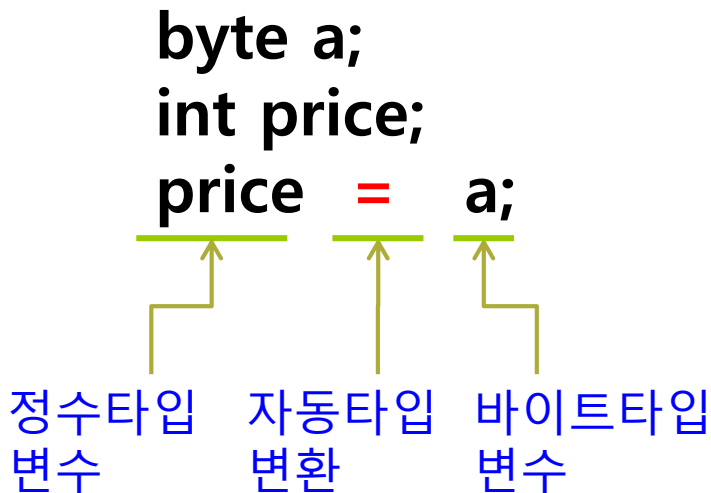 byte a;
int price;
price = a;
정수타입 자동타입 바이트타입
변수 변환 변수